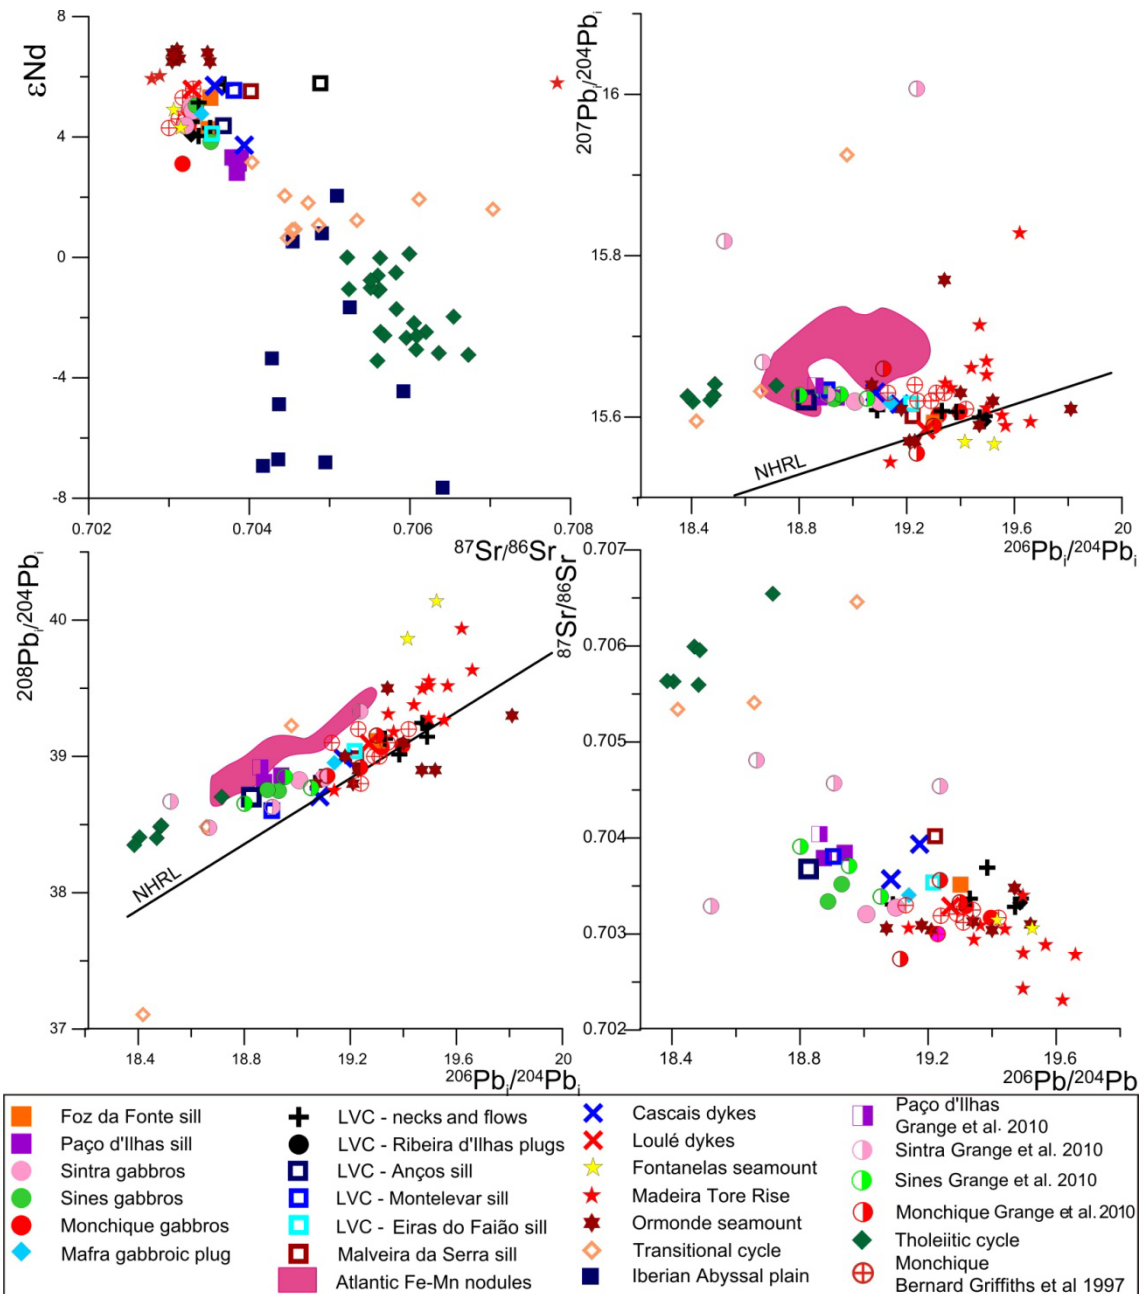 8
4
0
-4
-8
εNd
0.702
0.704
0.706
0.708
87Sr/86Sr
16
15.8
15.6
207Pbi/204Pbi
NHRL
18.4
18.8
19.2
19.6
20
206Pbi/204Pbi
40
39
38
37
208Pbi/204Pbi
NHRL
18.4
18.8
19.2
19.6
20
206Pbi/204Pbi
0.707
0.706
0.705
0.704
0.703
0.702
87Sr/86Sr
18.4
18.8
19.2
19.6
206Pb/204Pb
Foz da Fonte sill
Paço d'Ilhas sill
Sintra gabbros
Sines gabbros
Monchique gabbros
Mafra gabbroic plug
LVC - necks and flows
LVC - Ribeira d'Ilhas plugs
LVC - Anços sill
LVC - Montelevar sill
LVC - Eiras do Faião sill
Malveira da Serra sill
Atlantic Fe-Mn nodules
Cascais dykes
Loulé dykes
Fontanelas seamount
Madeira Tore Rise
Ormonde seamount
Transitional cycle
Iberian Abyssal plain
Paço d'Ilhas
Grange et al. 2010
Sintra Grange et al. 2010
Sines Grange et al. 2010
Monchique Grange et al. 2010
Tholeiitic cycle
Monchique
Bernard Griffiths et al 1997